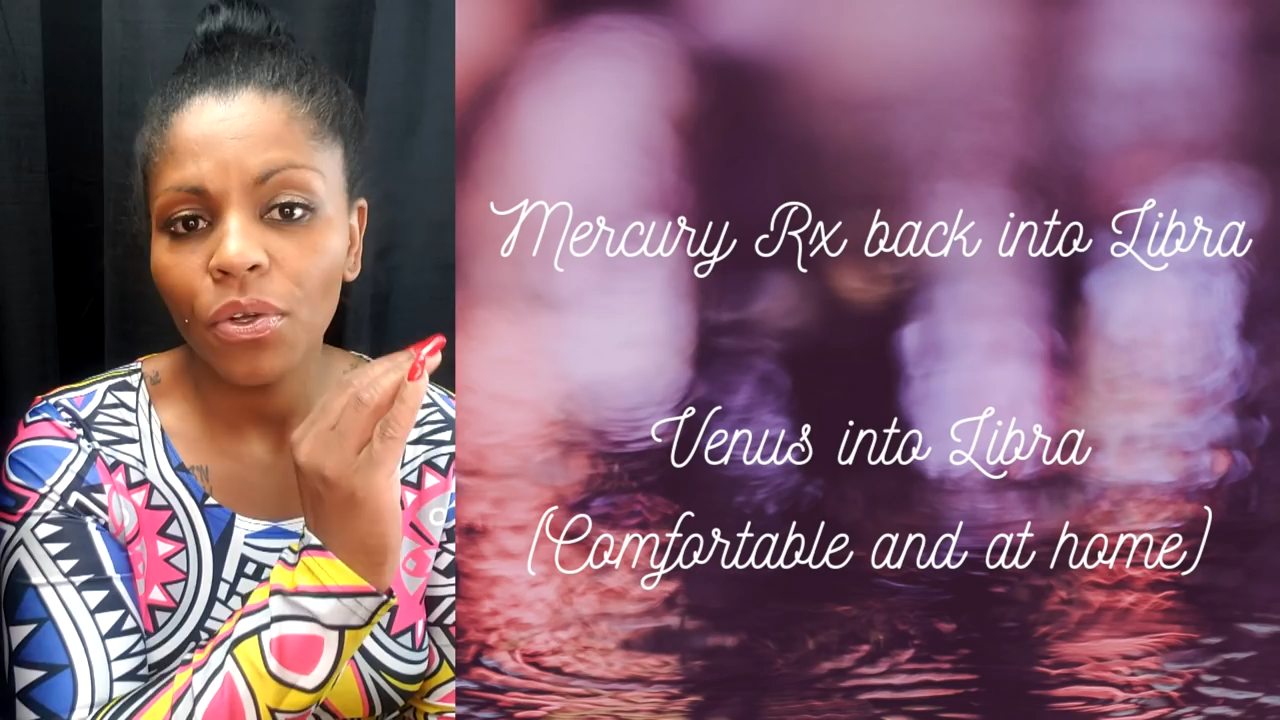 Mercury Rx back into Libra
Venus into Libra
(Comfortable and at home)